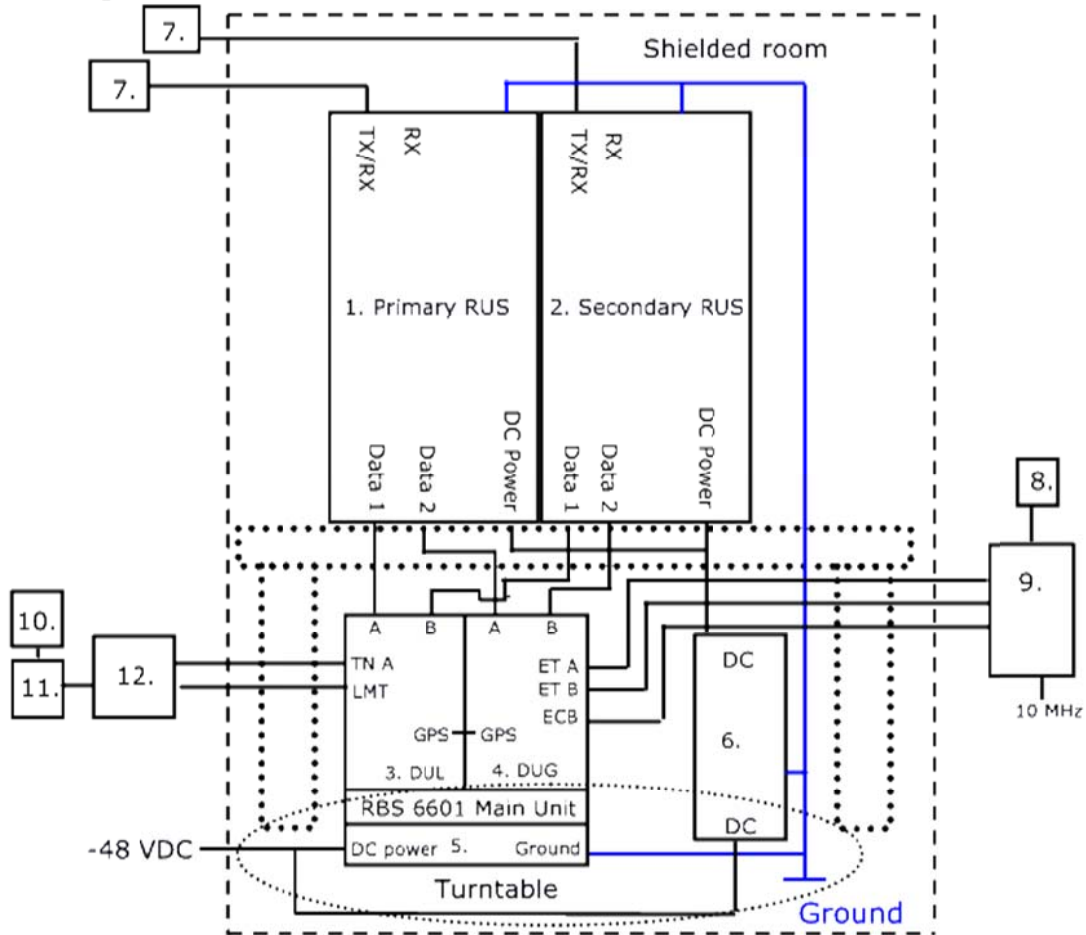 7.
Shielded room
7.
TX/RX
RX
TX/RX
RX
1. Primary RUS
2. Secondary RUS
Data 1
Data 2
DC Power
Data 1
Data 2
DC Power
8.
9.
10 MHz
10.
11.
12.
A
B
A
B
TN A
LMT
ET A
ET B
ECB
GPS
GPS
3. DUL
4. DUG
RBS 6601 Main Unit
DC
6.
DC
-48 VDC
DC power 5.
Ground
Turntable
Ground